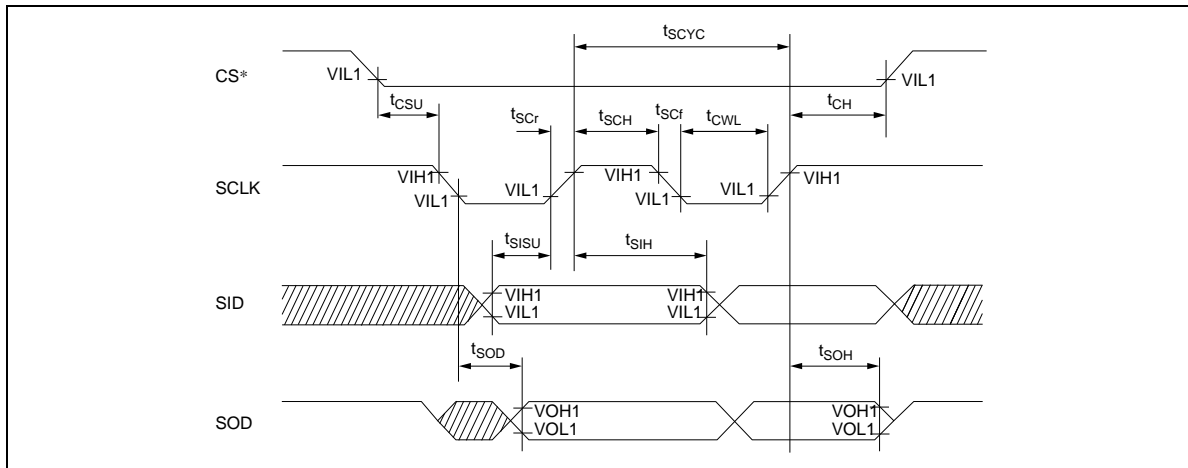 tSCYC
CS*
VIL1
VIL1
tCSU
tSCr
tSCH
tSCf
tCWL
tCH
SCLK
VIH1
VIH1
VIH1
VIL1
VIL1
VIL1
VIL1
tSISU
tSIH
SID
VIH1
VIH1
VIL1
VIL1
tSOD
tSOH
SOD
VOH1
VOH1
VOL1
VOL1